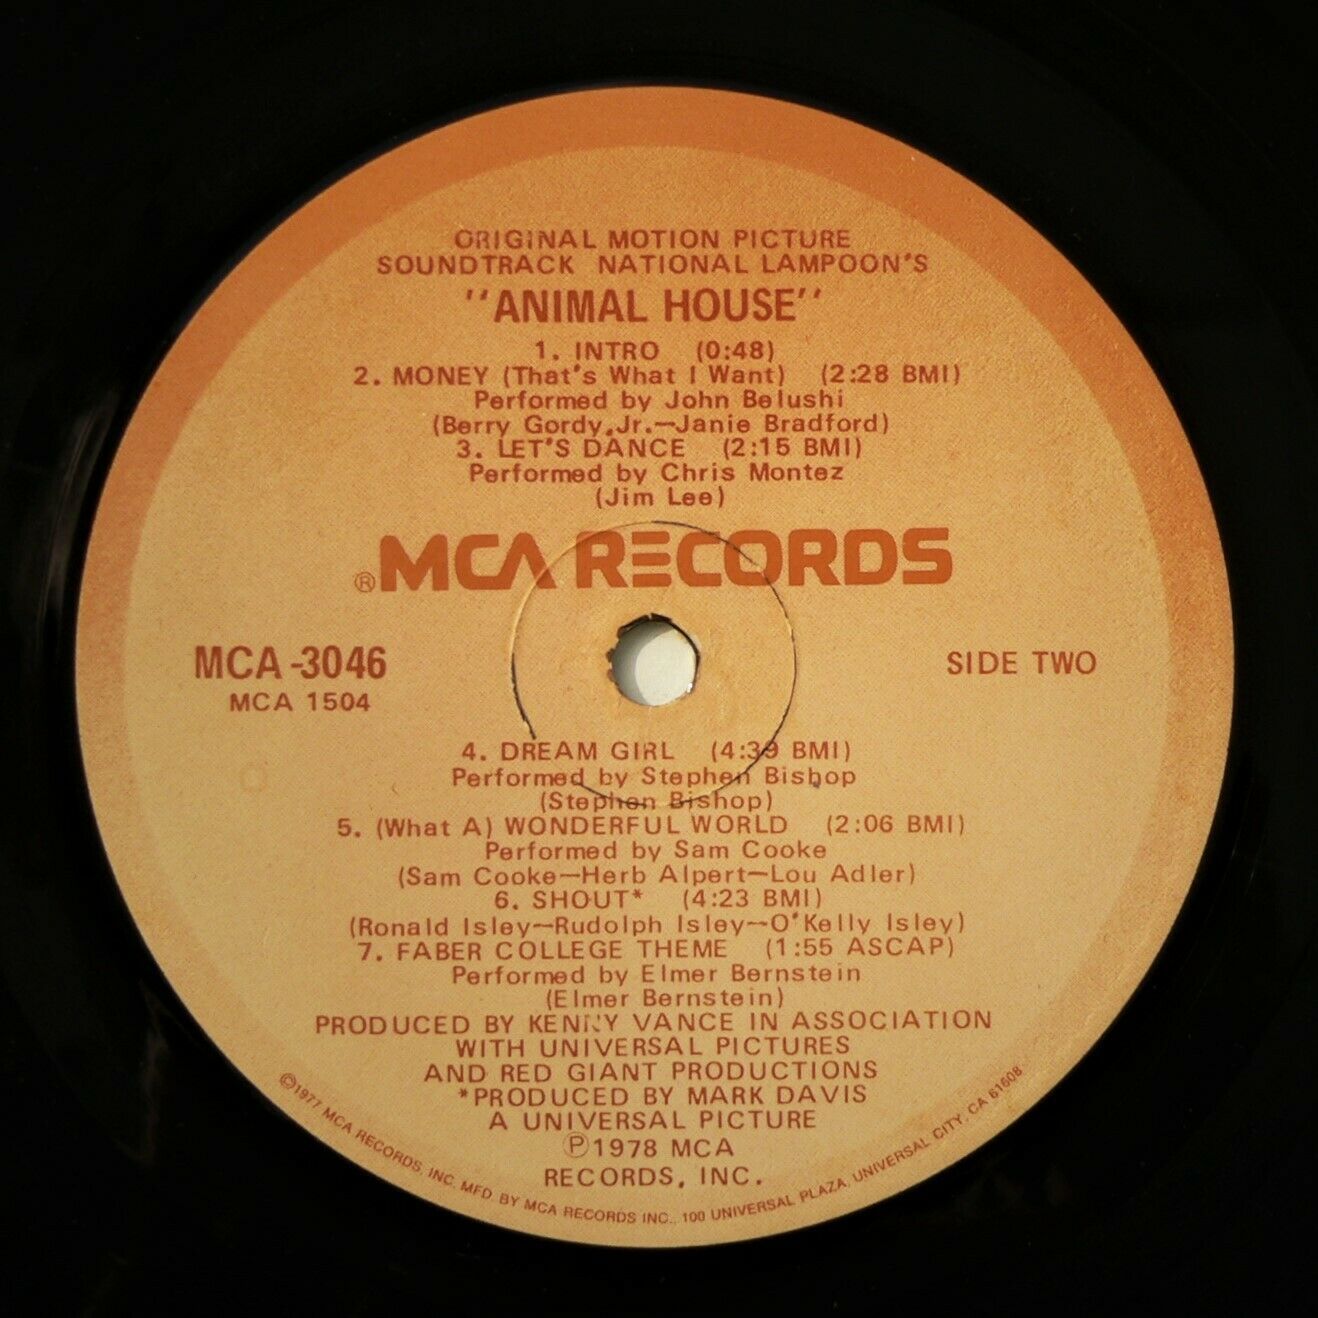 ORIGINAL MOTION PICTURE
SOUNDTRACK NATIONAL LAMPOON'S
"ANIMAL HOUSE"
1. INTRO (0:48)
2. MONEY (That's What I Want) (2:28 BMI)
Performed by John Belushi
(Berry Gordy, Jr.—Janie Bradford)
3. LET'S DANCE (2:15 BMI)
Performed by Chris Montez
(Jim Lee)
®MCA RECORDS
MCA-3046
MCA 1504
SIDE TWO
4. DREAM GIRL (4:39 BMI)
Performed by Stephen Bishop
(Stephen Bishop)
5. (What A) WONDERFUL WORLD (2:06 BMI)
Performed by Sam Cooke
(Sam Cooke—Herb Alpert—Lou Adler)
6. SHOUT* (4:23 BMI)
(Ronald Isley—Rudolph Isley—O'Kelly Isley)
7. FABER COLLEGE THEME (1:55 ASCAP)
Performed by Elmer Bernstein
(Elmer Bernstein)
PRODUCED BY KENNY VANCE IN ASSOCIATION
WITH UNIVERSAL PICTURES
AND RED GIANT PRODUCTIONS
*PRODUCED BY MARK DAVIS
A UNIVERSAL PICTURE
Ⓟ1978 MCA
RECORDS, INC.
©1977 MCA RECORDS, INC. MFD. BY MCA RECORDS INC., 100 UNIVERSAL PLAZA, UNIVERSAL CITY, CA 61608